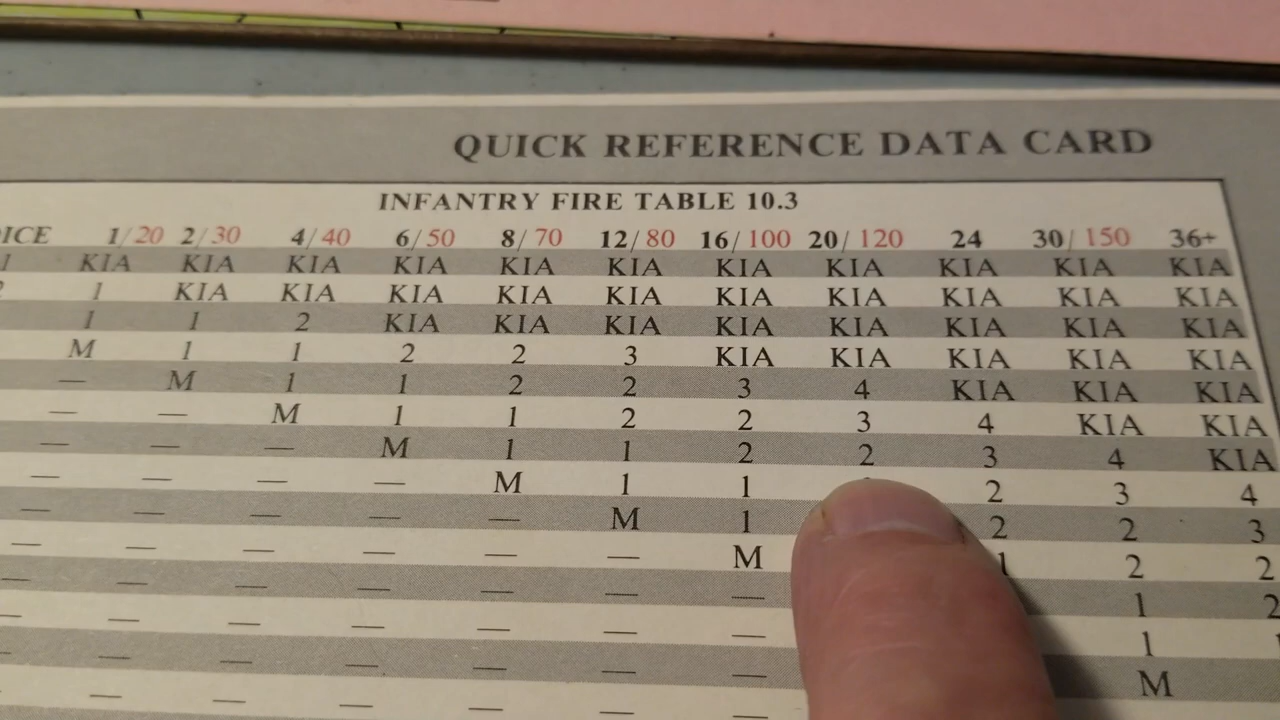 QUICK REFERENCE DATA CARD
INFANTRY FIRE TABLE 10.3
ICE 1/20 2/30 4/40 6/50 8/70 12/80 16/100 20/120 24 30/150 36+
1 KIA KIA KIA KIA KIA KIA KIA KIA KIA KIA KIA
2 1 KIA KIA KIA KIA KIA KIA KIA KIA KIA KIA
1 1 2 KIA KIA KIA KIA KIA KIA KIA KIA
M 1 1 2 2 3 KIA KIA KIA KIA KIA
— M 1 1 2 2 3 4 KIA KIA KIA
— — M 1 1 2 2 3 4 KIA KIA
— — — M 1 1 2 2 3 4 KIA
— — — — M 1 1 2 3 4
— — — — — M 1 2 2 3
— — — — — — M 1 2 2
— — — — — — — 1 2
— — — — — — — 1 1
— — — — — — — M
— — — — — — —